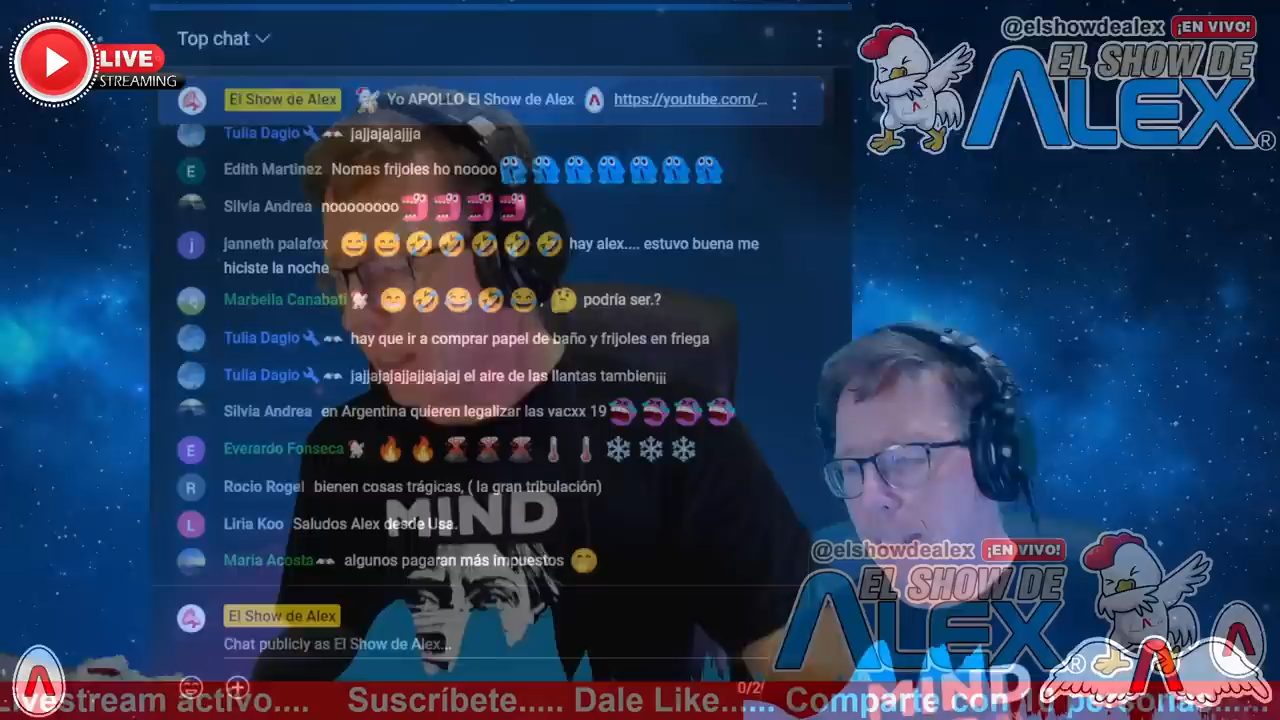 LIVE
STREAMING
@elshowdealex ¡EN VIVO!
EL SHOW DE
ALEX®
Top chat
El Show de Alex Yo APOLLO El Show de Alex https://youtube.com/...
Tulia Dagio jajjajajajjja
Edith Martinez Nomas frijoles ho noooo
Silvia Andrea noooooooo
janneth palafox hay alex.... estuvo buena me
hiciste la noche
Marbella Canabati . podría ser.?
Tulia Dagio hay que ir a comprar papel de baño y frijoles en friega
Tulia Dagio jajjajajajjajjajajaj el aire de las llantas tambien¡¡¡
Silvia Andrea en Argentina quieren legalizar las vacxx 19
Everardo Fonseca
Rocio Rogel bienen cosas trágicas, ( la gran tribulación)
Liria Koo Saludos Alex desde Usa.
Maria Acosta algunos pagaran más impuestos
MIND
El Show de Alex
Chat publicly as El Show de Alex...
@elshowdealex ¡EN VIVO!
EL SHOW DE
ALEX®
MIND
0/2
Livestream activo.... Suscríbete..... Dale Like...... Comparte con